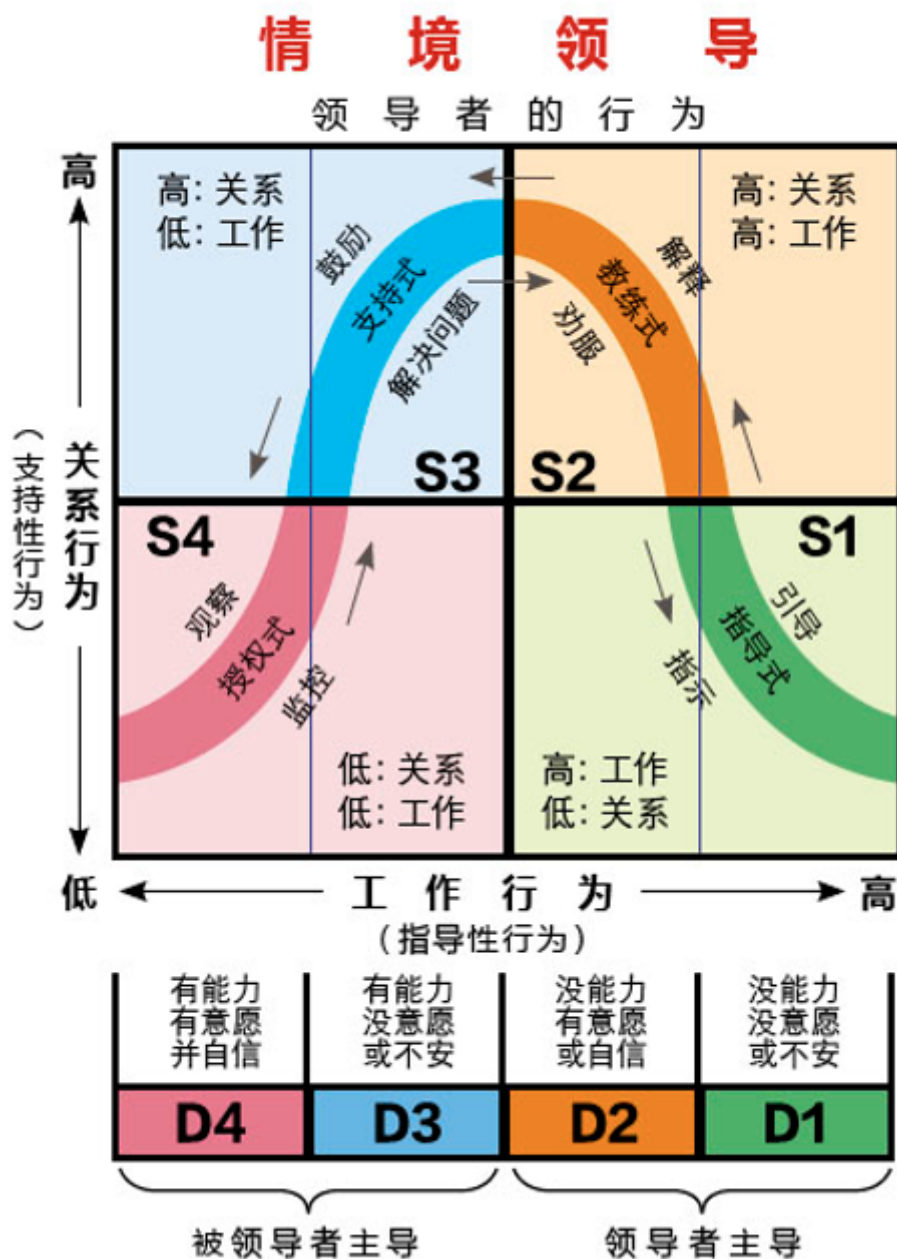 情境领导
领导者的行为
高
高：关系
低：工作
高：关系
高：工作
鼓励
支持式
解决问题
解释
教练式
劝服
S3
S2
关系行为
（支持性行为）
S4
S1
观察
授权式
监控
引导
指导式
指示
低：关系
低：工作
高：工作
低：关系
低
工作行为
高
（指导性行为）
有能力
有意愿
并自信
有能力
没意愿
或不安
没能力
有意愿
或自信
没能力
没意愿
或不安
D4
D3
D2
D1
被领导者主导
领导者主导